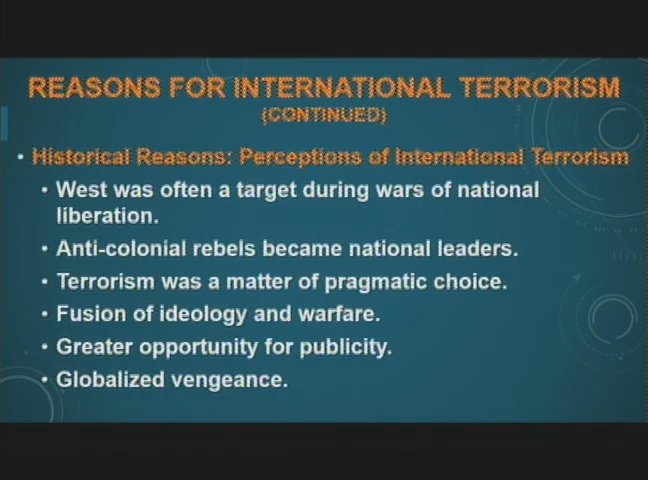 REASONS FOR INTERNATIONAL TERRORISM
(CONTINUED)
• Historical Reasons: Perceptions of International Terrorism
• West was often a target during wars of national
liberation.
• Anti-colonial rebels became national leaders.
• Terrorism was a matter of pragmatic choice.
• Fusion of ideology and warfare.
• Greater opportunity for publicity.
• Globalized vengeance.